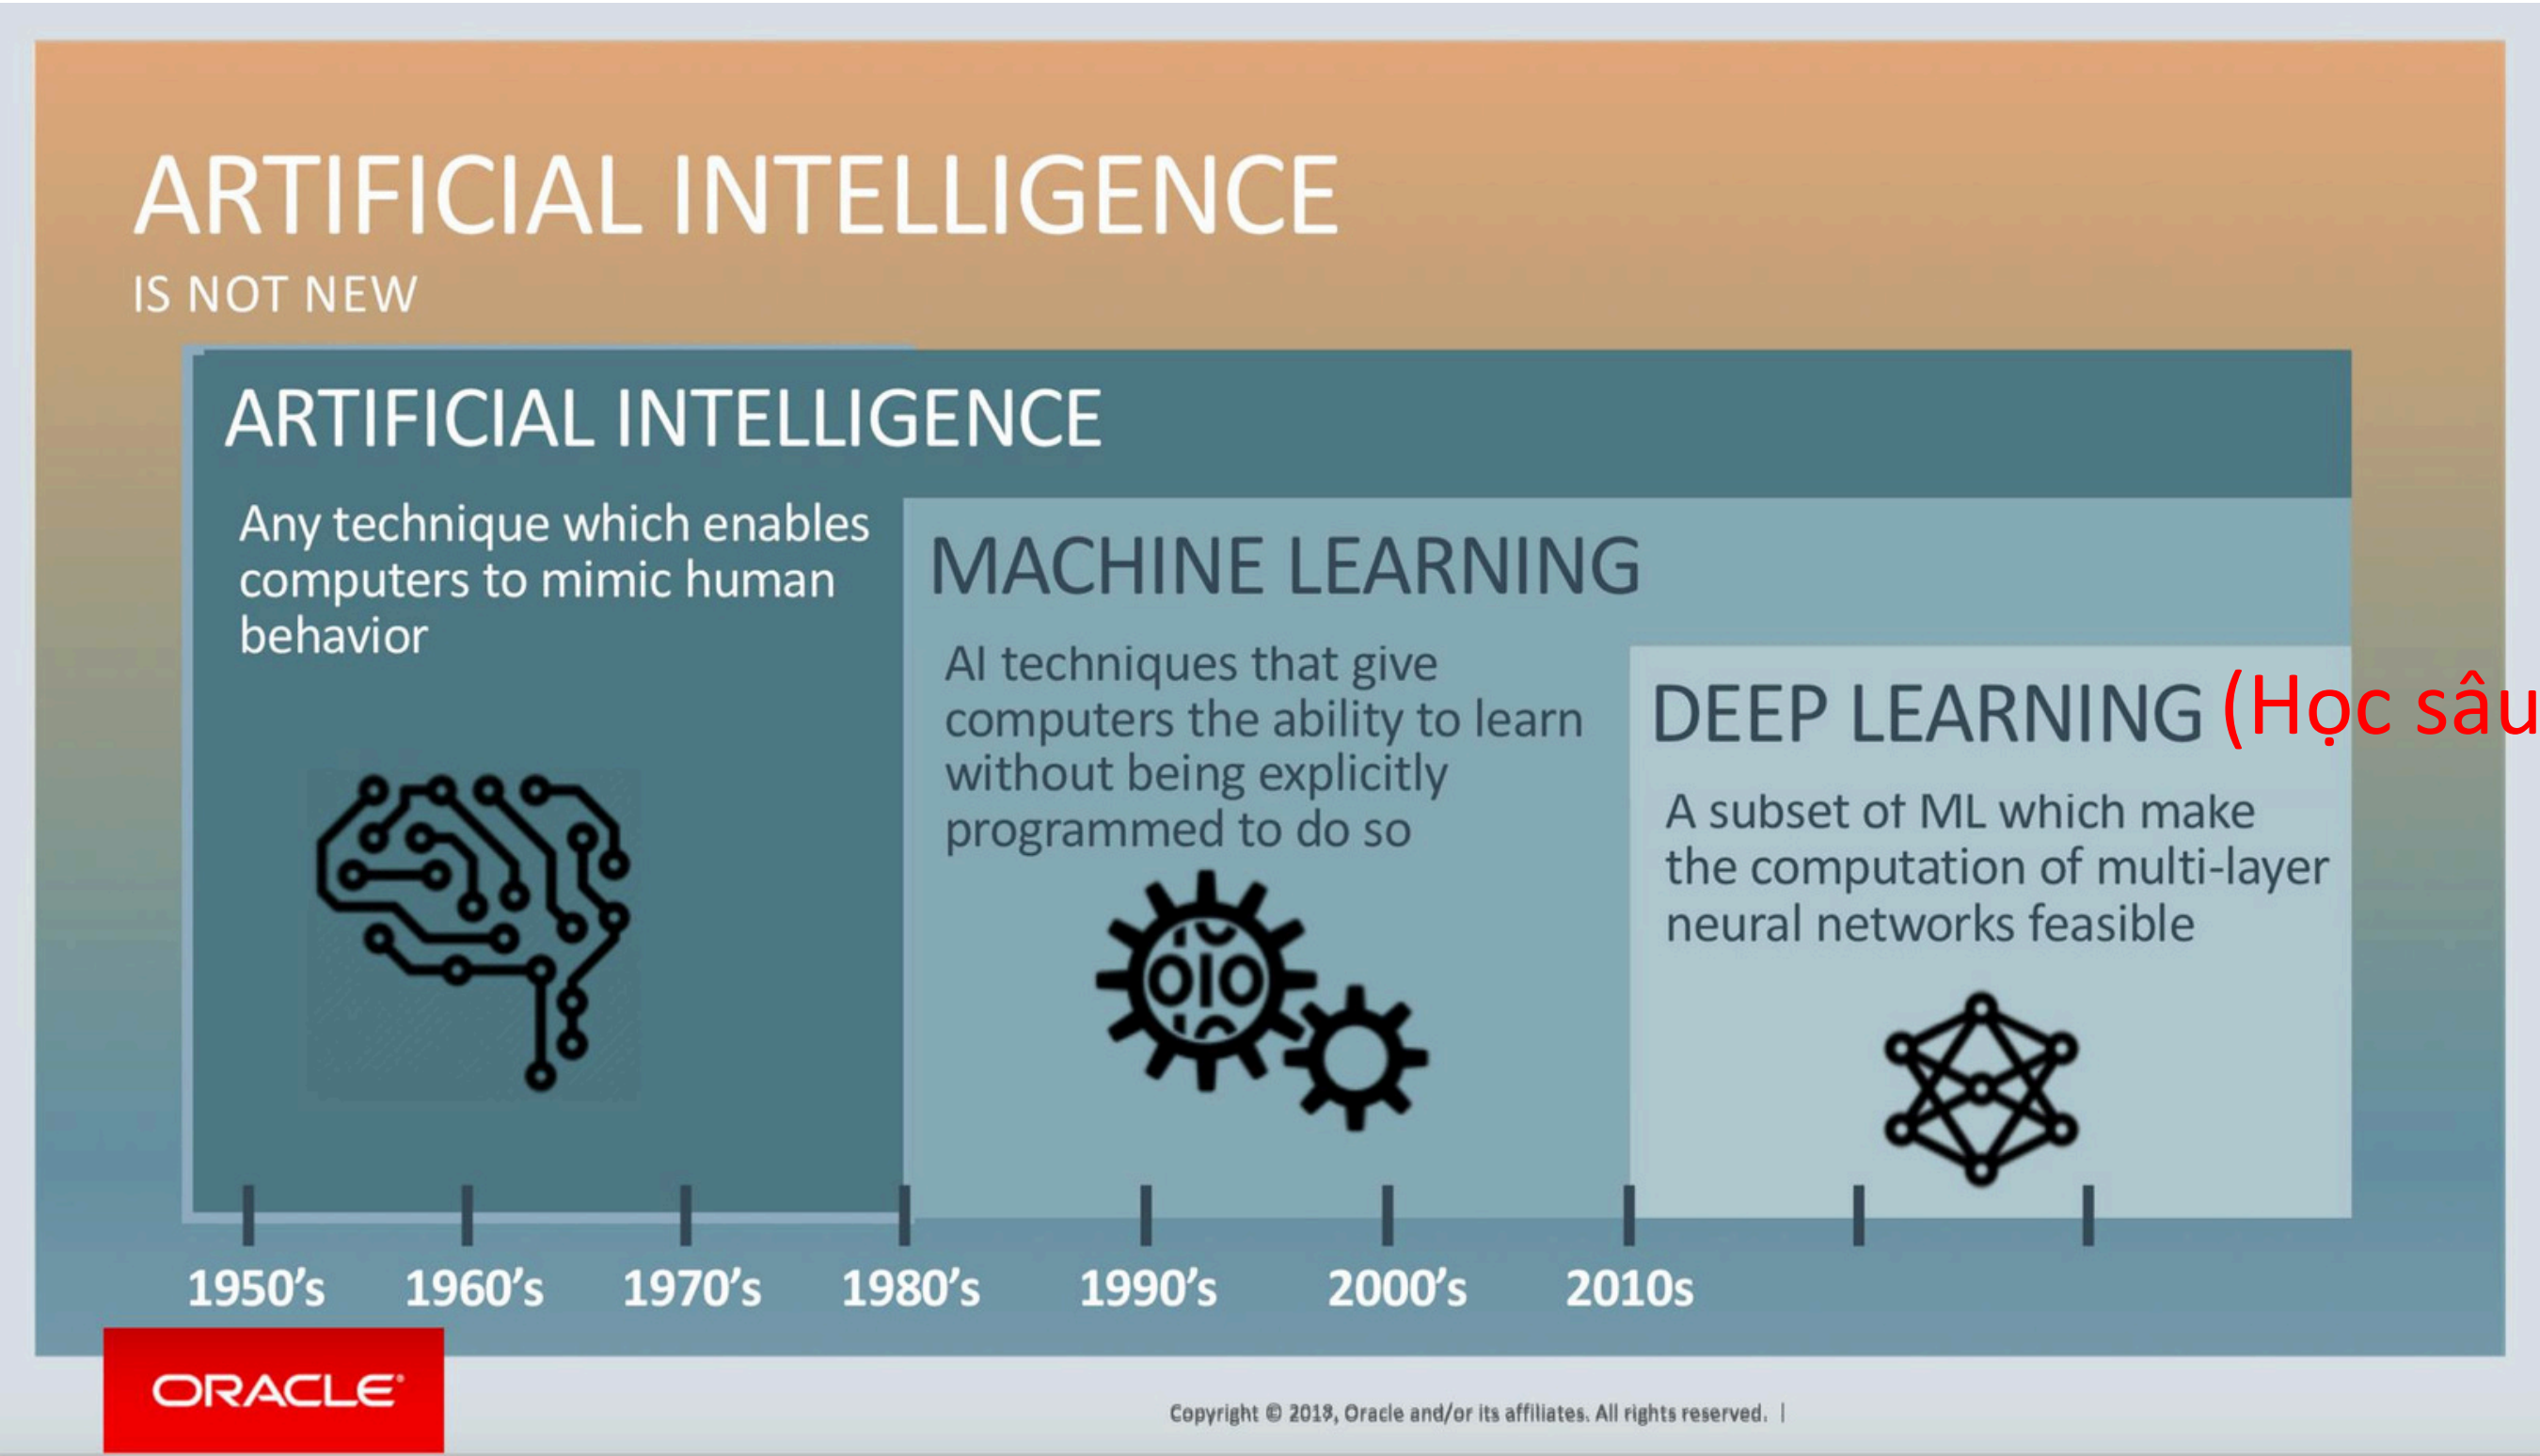 ARTIFICIAL INTELLIGENCE
IS NOT NEW
ARTIFICIAL INTELLIGENCE
Any technique which enables
computers to mimic human
behavior
MACHINE LEARNING
AI techniques that give
computers the ability to learn
without being explicitly
programmed to do so
DEEP LEARNING (Học sâu
A subset of ML which make
the computation of multi-layer
neural networks feasible
1950's 1960's 1970's 1980's 1990's 2000's 2010s
ORACLE®
Copyright © 2018, Oracle and/or its affiliates. All rights reserved. |